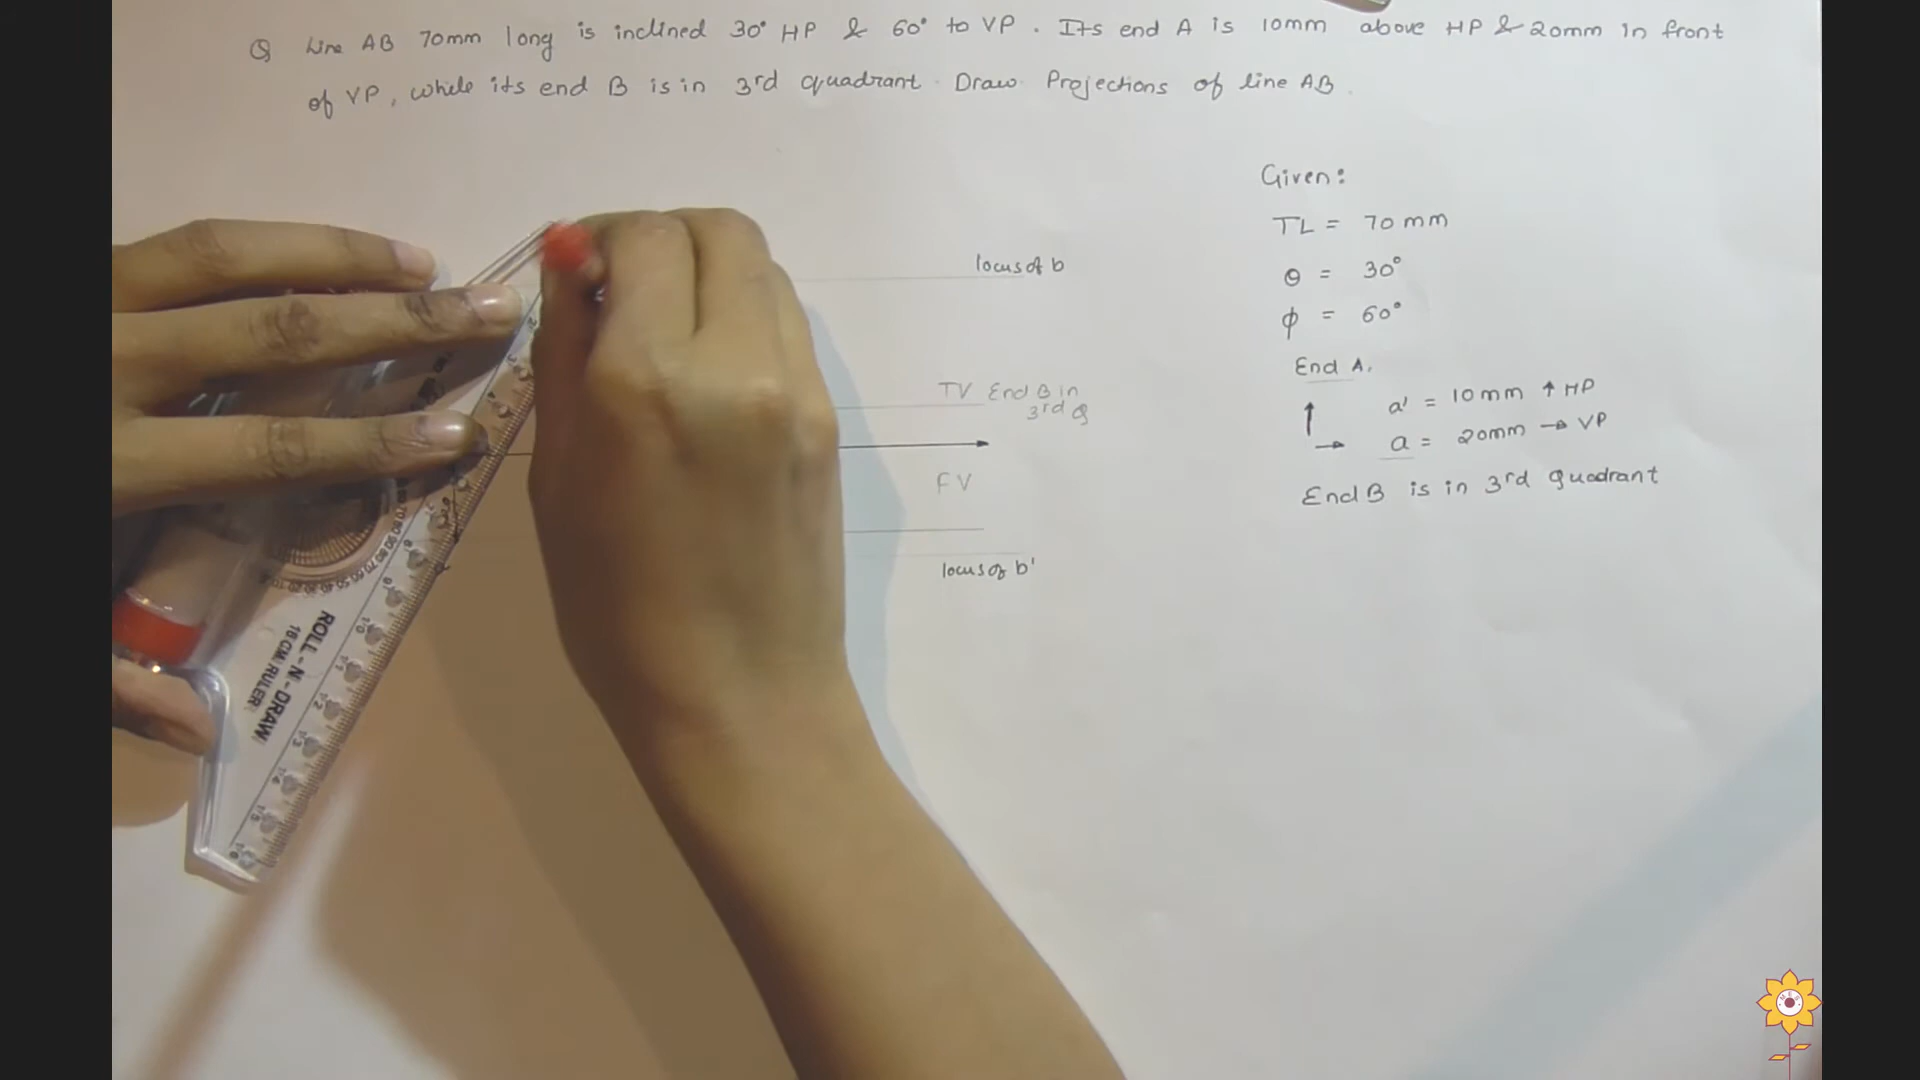 Q Line AB 70mm long is inclined 30° HP & 60° to VP. Its end A is 10mm above HP & 20mm in front
of VP, while its end B is in 3rd quadrant. Draw Projections of line AB.
Given:
TL = 70 mm
θ = 30°
ϕ = 60°
End A.
a' = 10mm ↑ HP
a = 20mm → VP
End B is in 3rd quadrant
locus of b
TV End B in
3rd Q
FV
locus of b'
ROLL-N-DRAW
16 CM. RULER